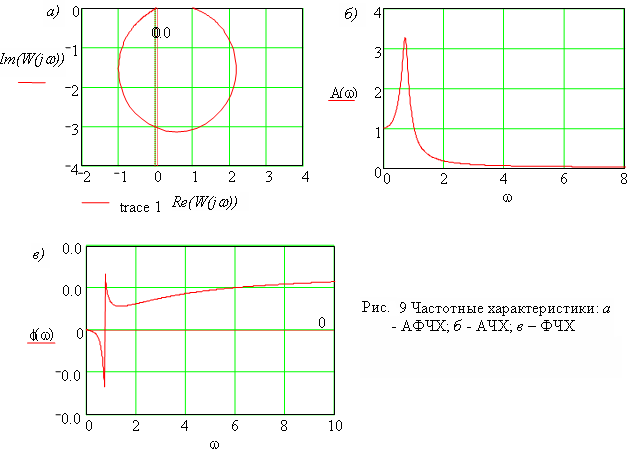 а)
0
-1
-2
-3
-4
0.0
Im(W(jω))
-2 -1 0 1 2 3 4
trace 1 Re(W(jω))
б)
4
3
2
1
0
A(ω)
0 2 4 6 8
ω
в)
0.0
0.0
0
-0.0
-0.0
0
ϕ(ω)
0 2 4 6 8 10
ω
Рис. 9 Частотные характеристики: а
- АФЧХ; б - АЧХ; в – ФЧХ